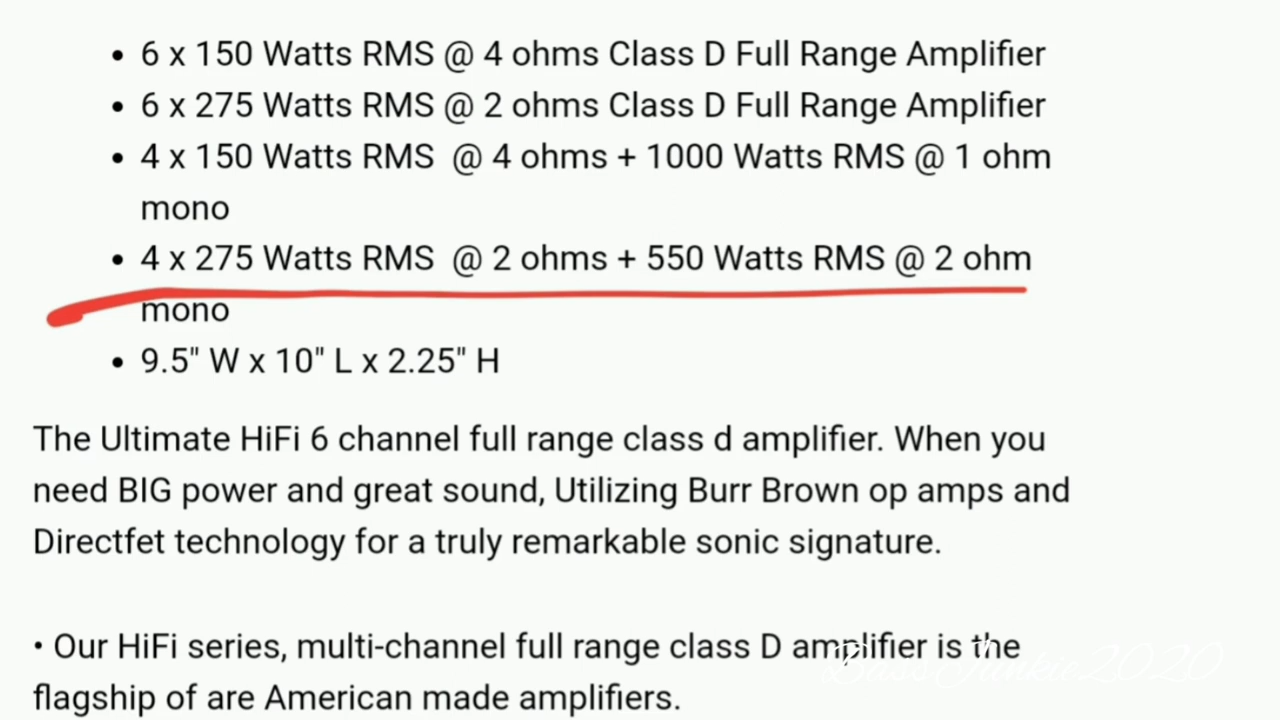 • 6 x 150 Watts RMS @ 4 ohms Class D Full Range Amplifier
• 6 x 275 Watts RMS @ 2 ohms Class D Full Range Amplifier
• 4 x 150 Watts RMS @ 4 ohms + 1000 Watts RMS @ 1 ohm
mono
• 4 x 275 Watts RMS @ 2 ohms + 550 Watts RMS @ 2 ohm
mono
• 9.5" W x 10" L x 2.25" H
The Ultimate HiFi 6 channel full range class d amplifier. When you
need BIG power and great sound, Utilizing Burr Brown op amps and
Directfet technology for a truly remarkable sonic signature.
• Our HiFi series, multi-channel full range class D amplifier is the
flagship of are American made amplifiers.
Bass Junkie2020